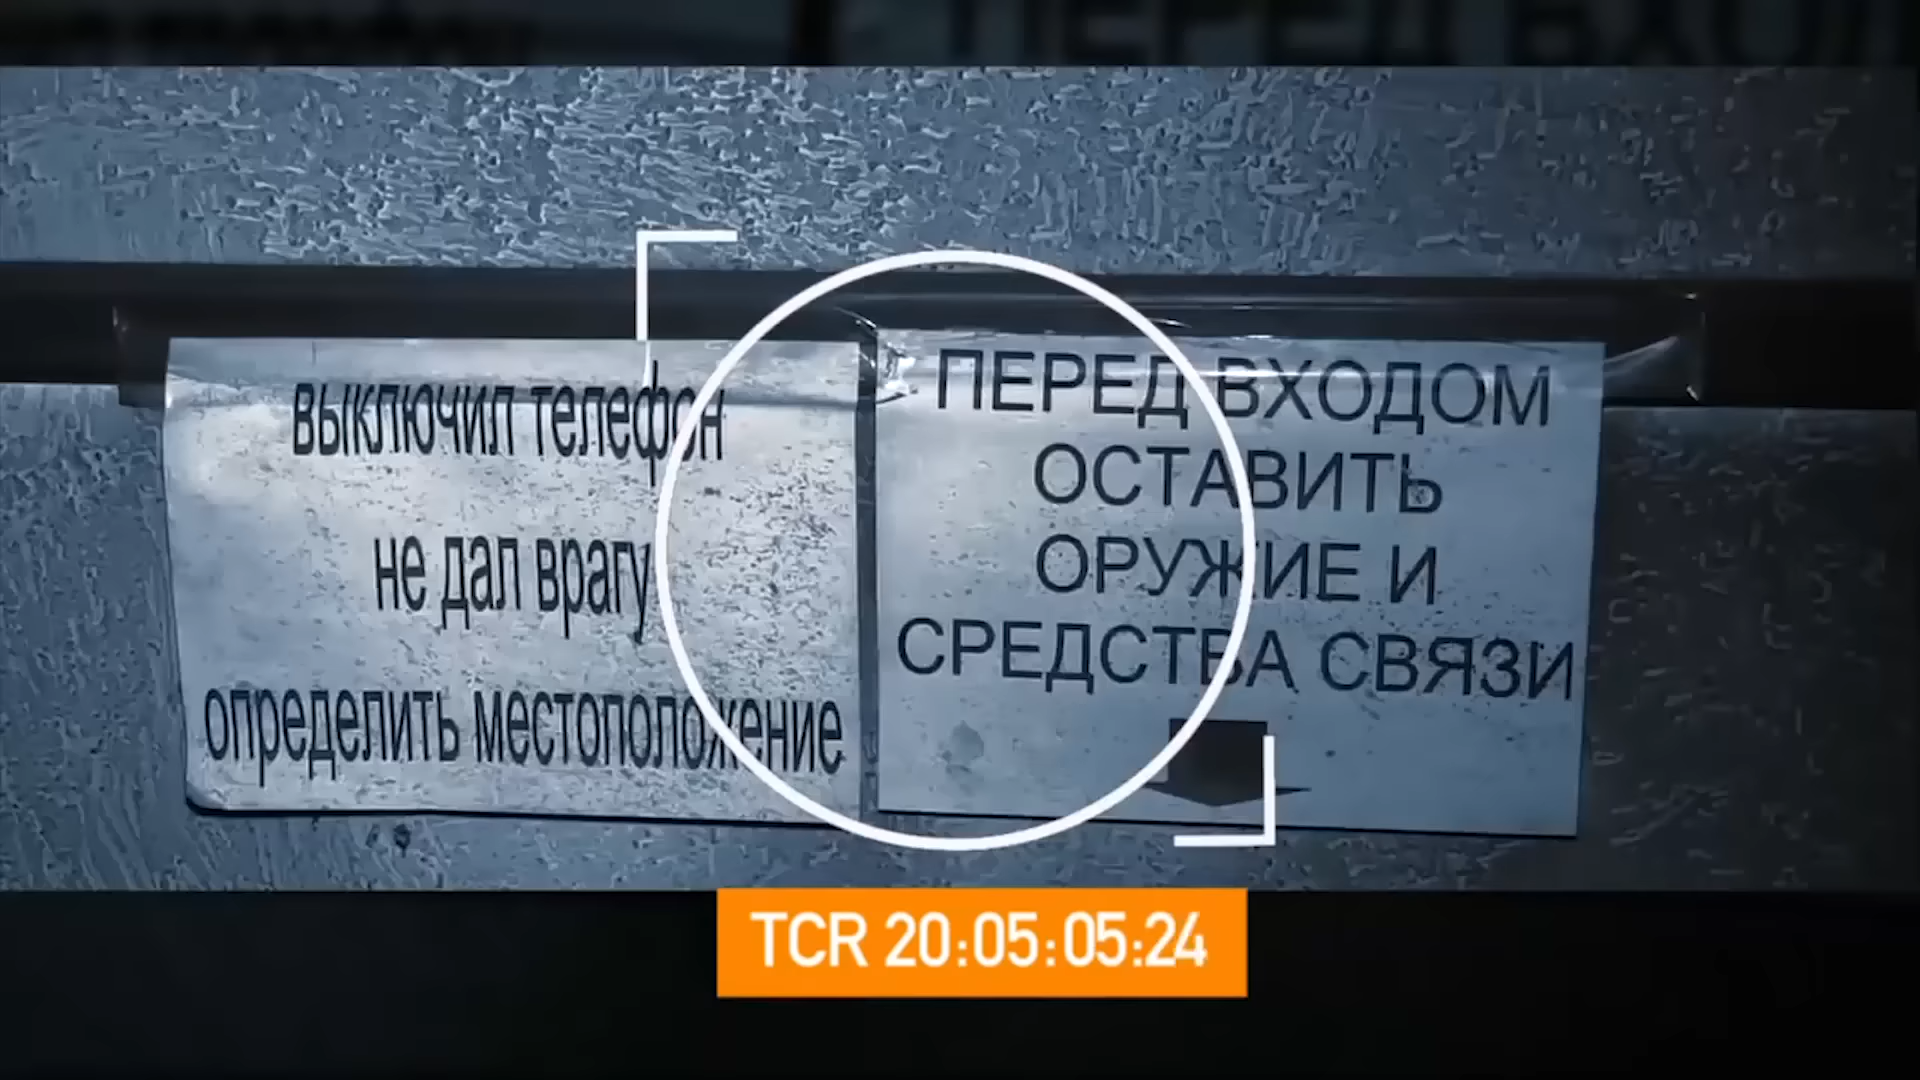 выключил телефон
не дал врагу
определить местоположение
ПЕРЕД ВХОДОМ
ОСТАВИТЬ
ОРУЖИЕ И
СРЕДСТВА СВЯЗИ
TCR 20:05:05:24